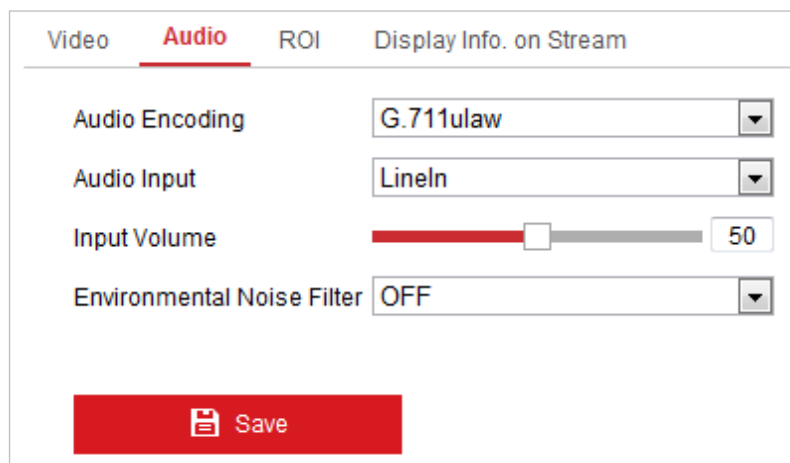 Video Audio ROI Display Info. on Stream
Audio Encoding G.711ulaw
Audio Input LineIn
Input Volume 50
Environmental Noise Filter OFF
Save